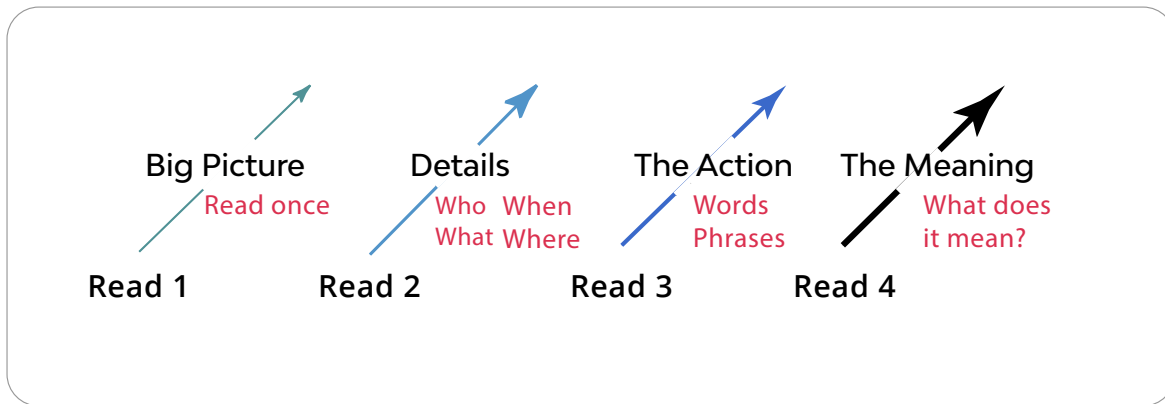 Big Picture
Read once
Read 1
Details
Who When
What Where
Read 2
The Action
Words
Phrases
Read 3
The Meaning
What does
it mean?
Read 4